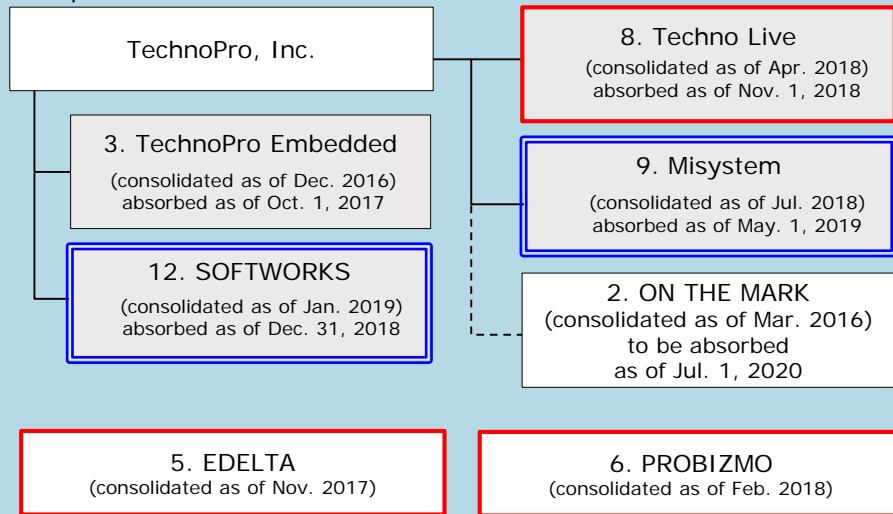 TechnoPro, Inc.
8. Techno Live
(consolidated as of Apr. 2018)
absorbed as of Nov. 1, 2018
3. TechnoPro Embedded
(consolidated as of Dec. 2016)
absorbed as of Oct. 1, 2017
9. Misystem
(consolidated as of Jul. 2018)
absorbed as of May. 1, 2019
12. SOFTWORKS
(consolidated as of Jan. 2019)
absorbed as of Dec. 31, 2018
2. ON THE MARK
(consolidated as of Mar. 2016)
to be absorbed
as of Jul. 1, 2020
5. EDELTA
(consolidated as of Nov. 2017)
6. PROBIZMO
(consolidated as of Feb. 2018)